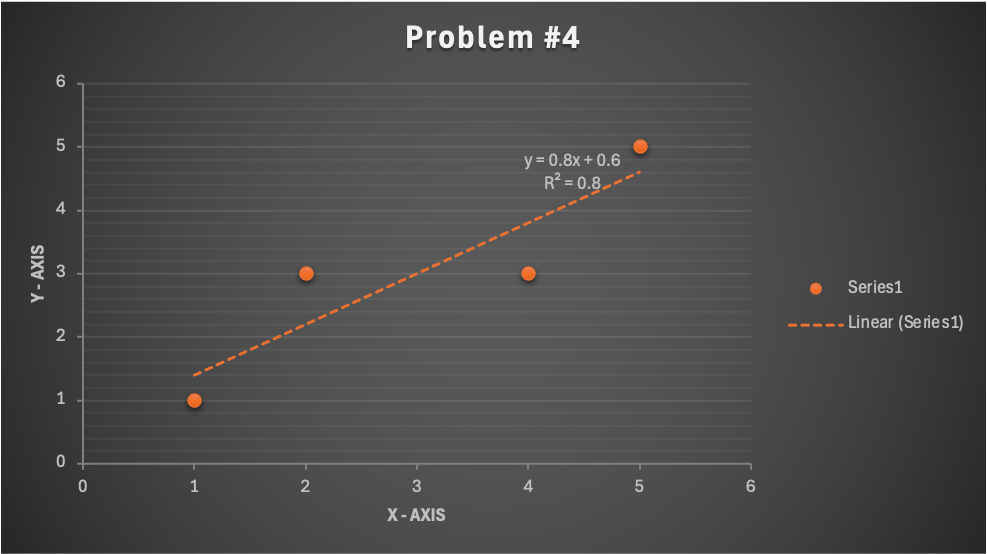 Problem #4
6
5
4
3
2
1
0
Y - AXIS
y = 0.8x + 0.6
R² = 0.8
0 1 2 3 4 5 6
X - AXIS
Series1
Linear (Series1)